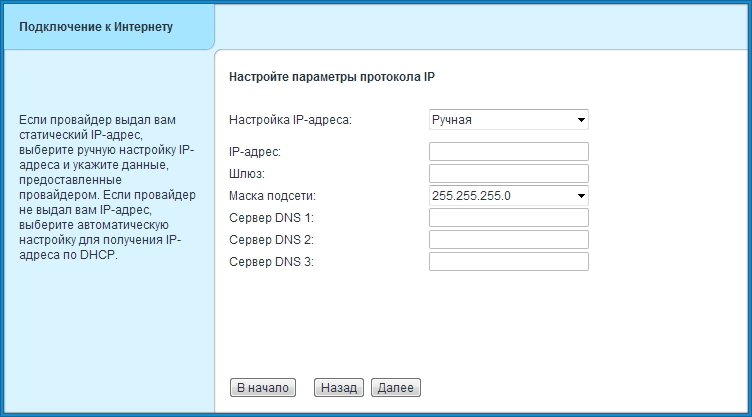 Подключение к Интернету
Если провайдер выдал вам
статический IP-адрес,
выберите ручную настройку IP-
адреса и укажите данные,
предоставленные
провайдером. Если провайдер
не выдал вам IP-адрес,
выберите автоматическую
настройку для получения IP-
адреса по DHCP.
Настройте параметры протокола IP
Настройка IP-адреса: Ручная
IP-адрес:
Шлюз:
Маска подсети: 255.255.255.0
Сервер DNS 1:
Сервер DNS 2:
Сервер DNS 3:
В начало Назад Далее